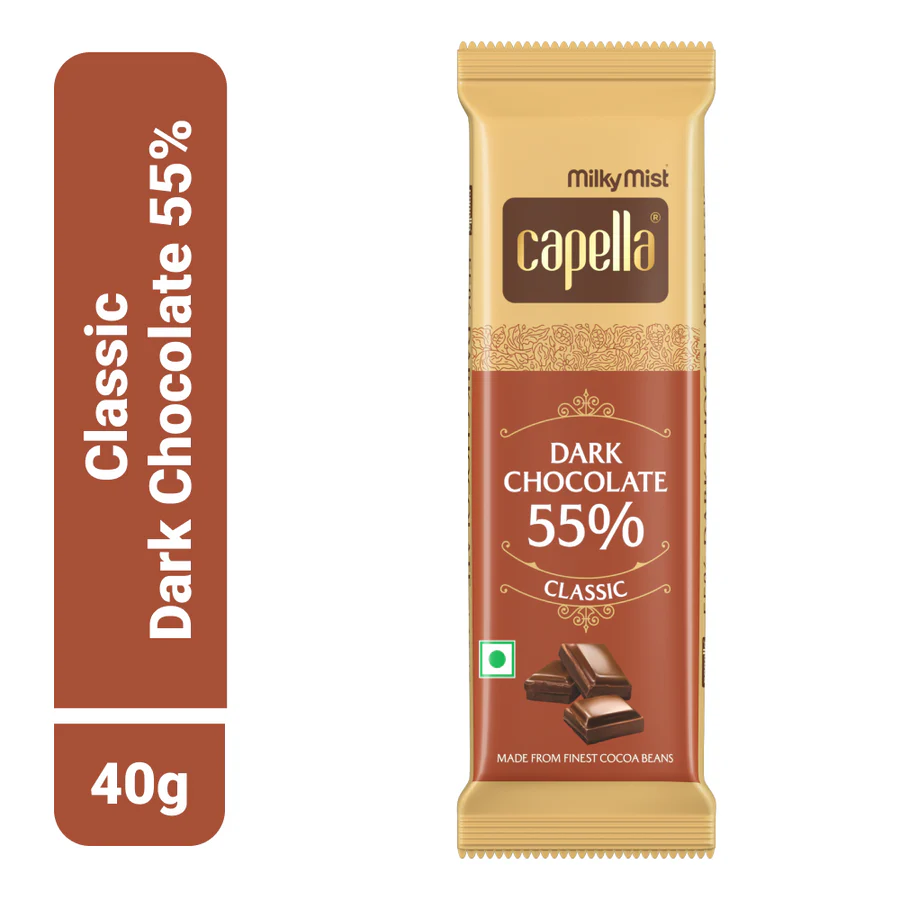 Classic
Dark Chocolate 55%
40g
Milky Mist
capella®
DARK
CHOCOLATE
55%
CLASSIC
MADE FROM FINEST COCOA BEANS